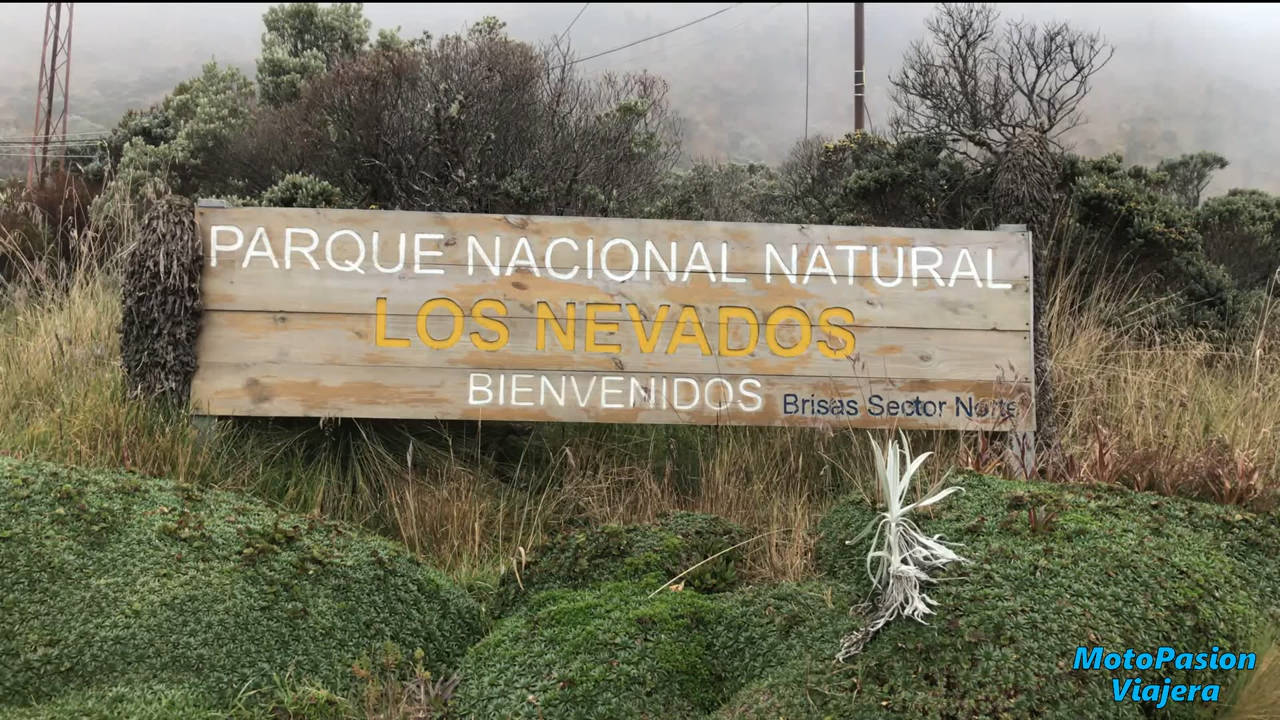 PARQUE NACIONAL NATURAL
LOS NEVADOS
BIENVENIDOS
Brisas Sector Norte
MotoPasion
Viajera